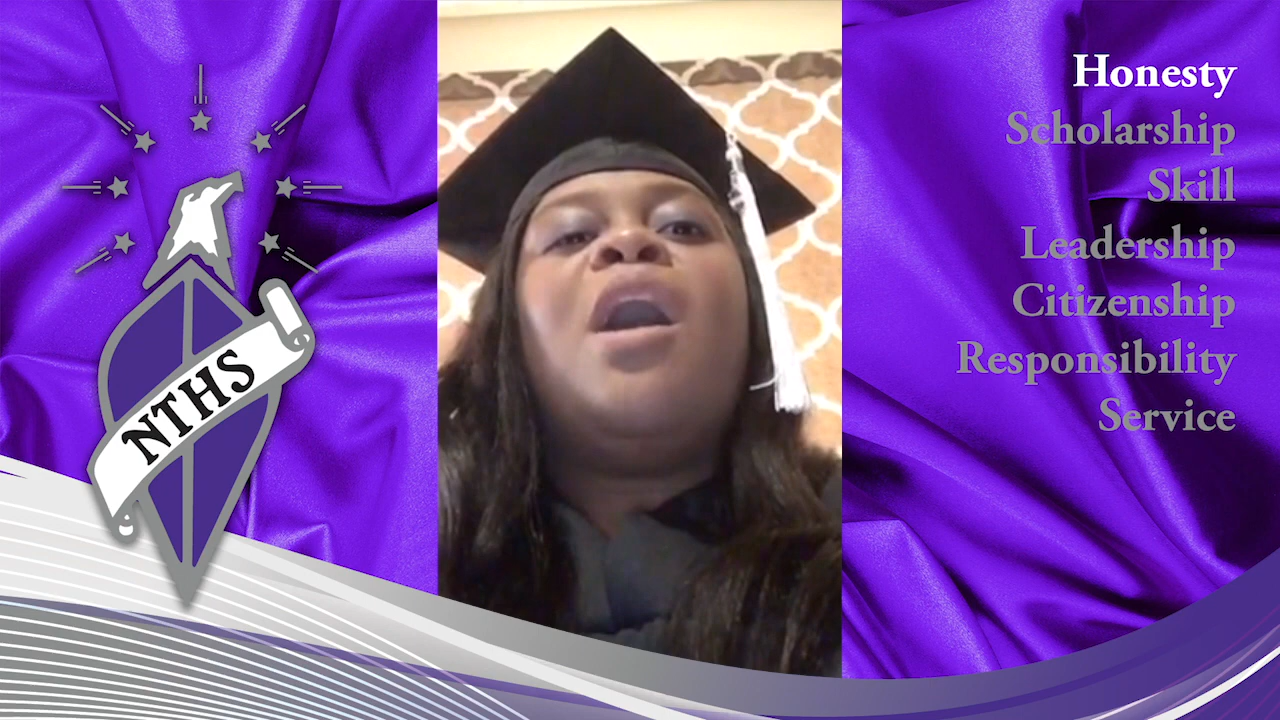 NTHS
Honesty
Scholarship
Skill
Leadership
Citizenship
Responsibility
Service